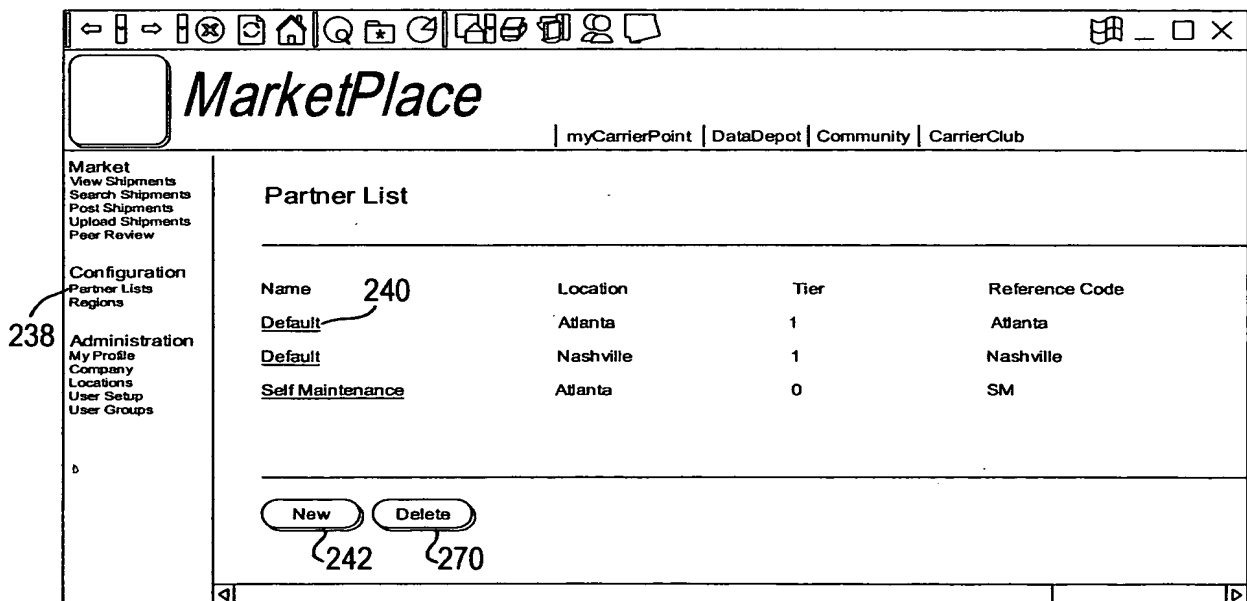 MarketPlace
myCarrierPoint | DataDepot | Community | CarrierClub
Market
View Shipments
Search Shipments
Post Shipments
Upload Shipments
Peer Review
Configuration
Partner Lists
Regions
238
Administration
My Profile
Company
Locations
User Setup
User Groups
Partner List
Name 240 Location Tier Reference Code
Default Atlanta 1 Atlanta
Default Nashville 1 Nashville
Self Maintenance Atlanta 0 SM
New Delete
242 270